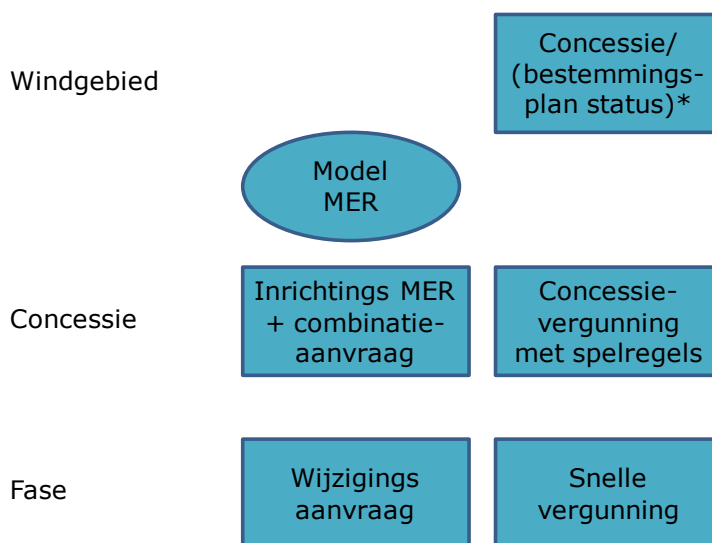 Windgebied
Concessie/
(bestemmings-
plan status)*
Model
MER
Concessie
Inrichtings MER
+ combinatie-
aanvraag
Concessie-
vergunning
met spelregels
Fase
Wijzigings
aanvraag
Snelle
vergunning